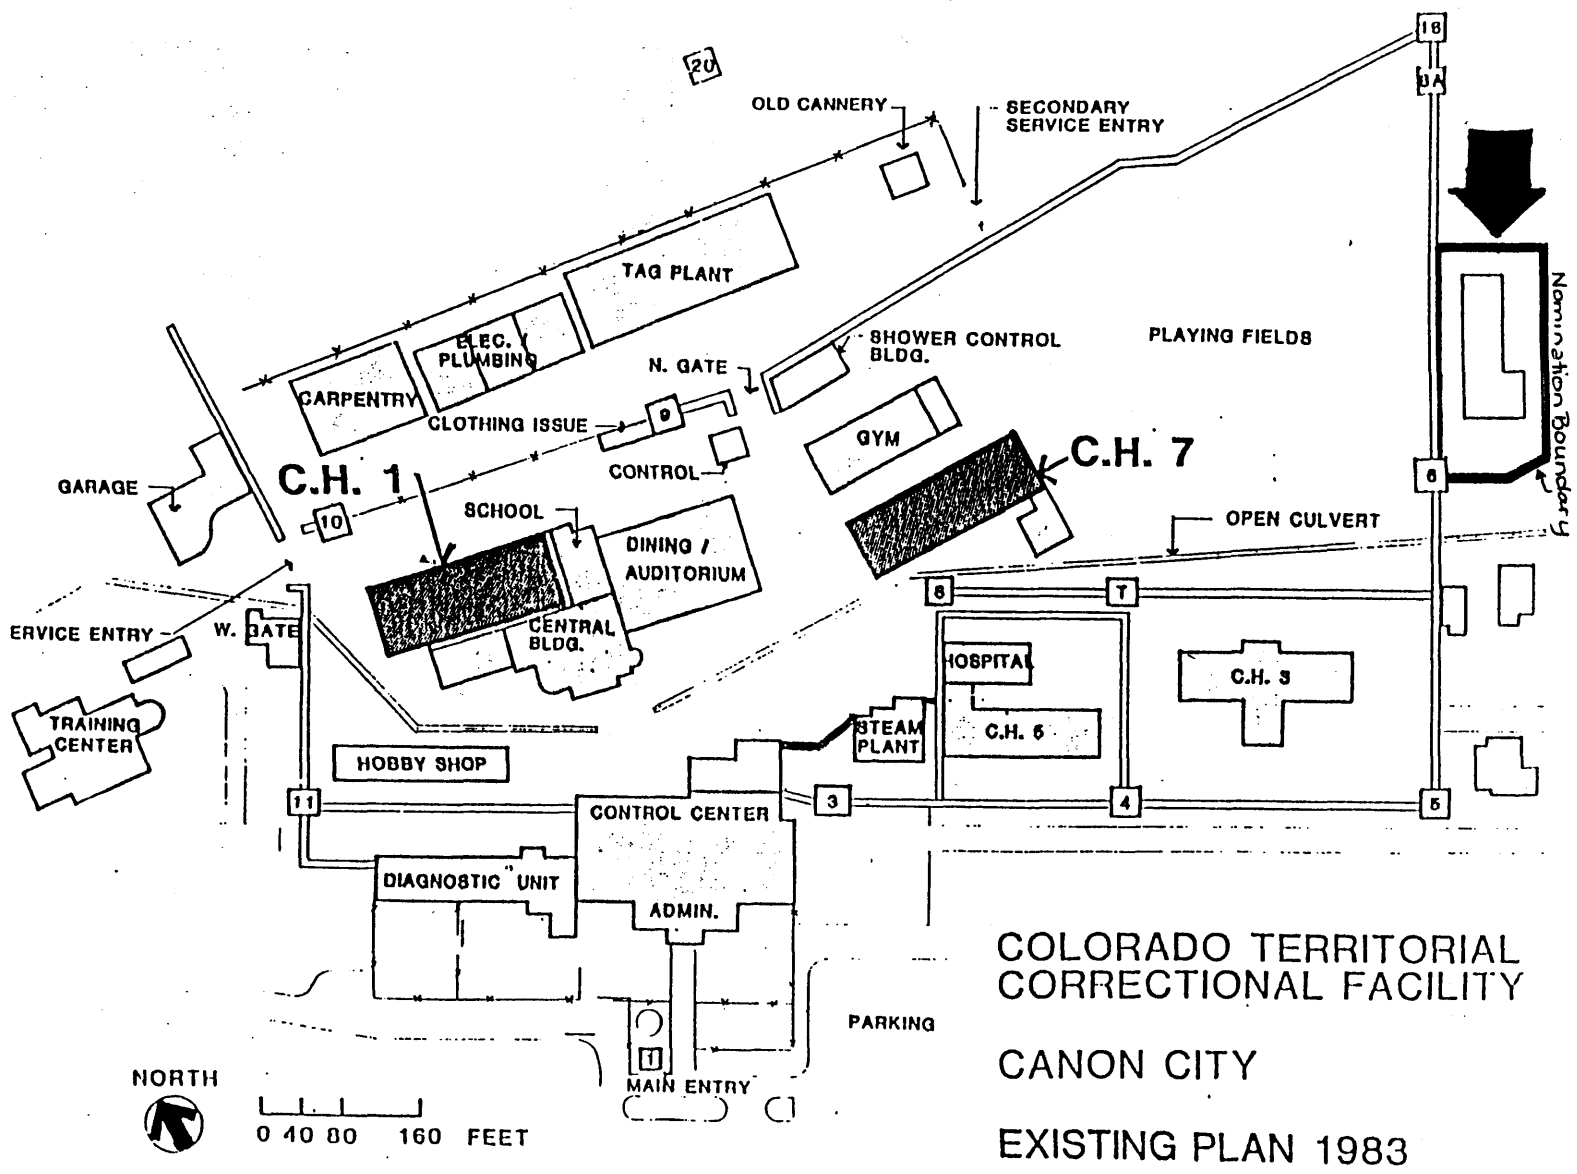 18
20
8A
OLD CANNERY
SECONDARY
SERVICE ENTRY
TAG PLANT
Nomination Boundary
SHOWER CONTROL
BLDG.
PLAYING FIELDS
ELEC. /
PLUMBING
N. GATE
CARPENTRY
9
CLOTHING ISSUE
GYM
C.H. 7
CONTROL
C.H. 1
6
GARAGE
10
SCHOOL
OPEN CULVERT
DINING /
AUDITORIUM
8
T
ERVICE ENTRY
W. GATE
CENTRAL
BLDG.
HOSPITAL
C.H. 3
TRAINING
CENTER
STEAM
PLANT
C.H. 5
HOBBY SHOP
11
CONTROL CENTER
3
4
5
DIAGNOSTIC UNIT
ADMIN.
COLORADO TERRITORIAL
CORRECTIONAL FACILITY
PARKING
1
MAIN ENTRY
CANON CITY
NORTH
0 40 80 160 FEET
EXISTING PLAN 1983